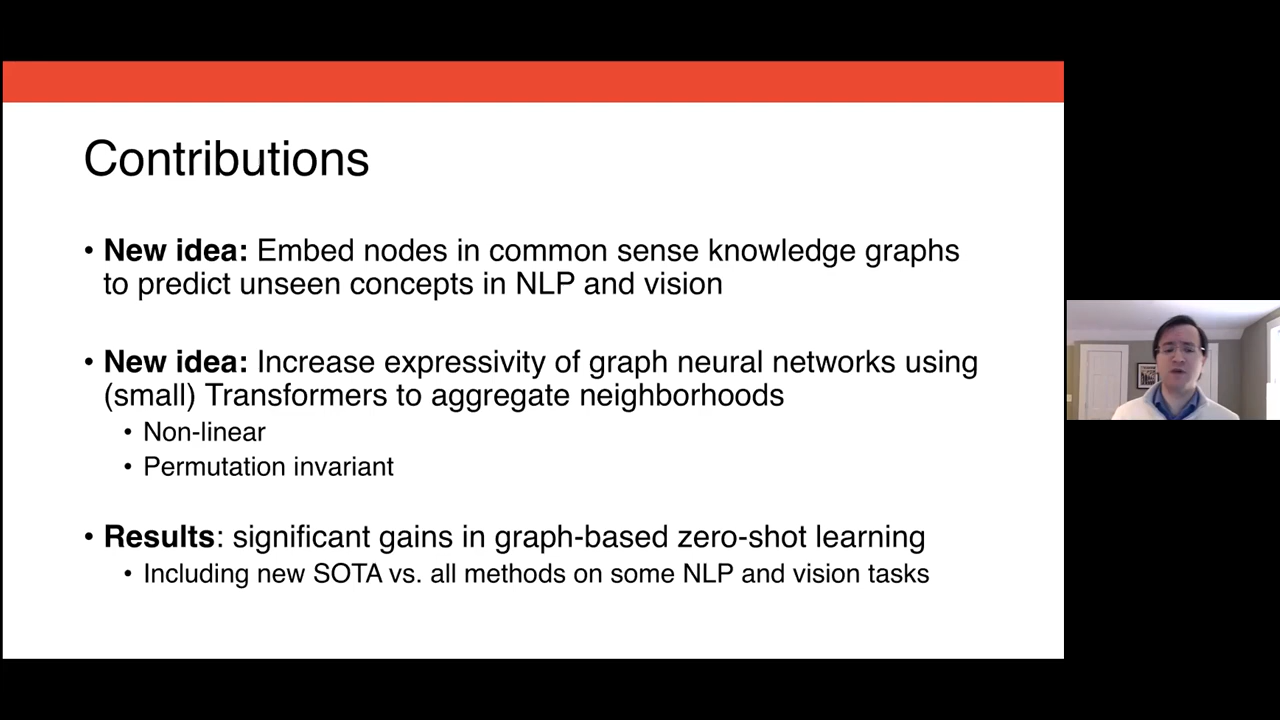 Contributions
• New idea: Embed nodes in common sense knowledge graphs
to predict unseen concepts in NLP and vision
• New idea: Increase expressivity of graph neural networks using
(small) Transformers to aggregate neighborhoods
• Non-linear
• Permutation invariant
• Results: significant gains in graph-based zero-shot learning
• Including new SOTA vs. all methods on some NLP and vision tasks